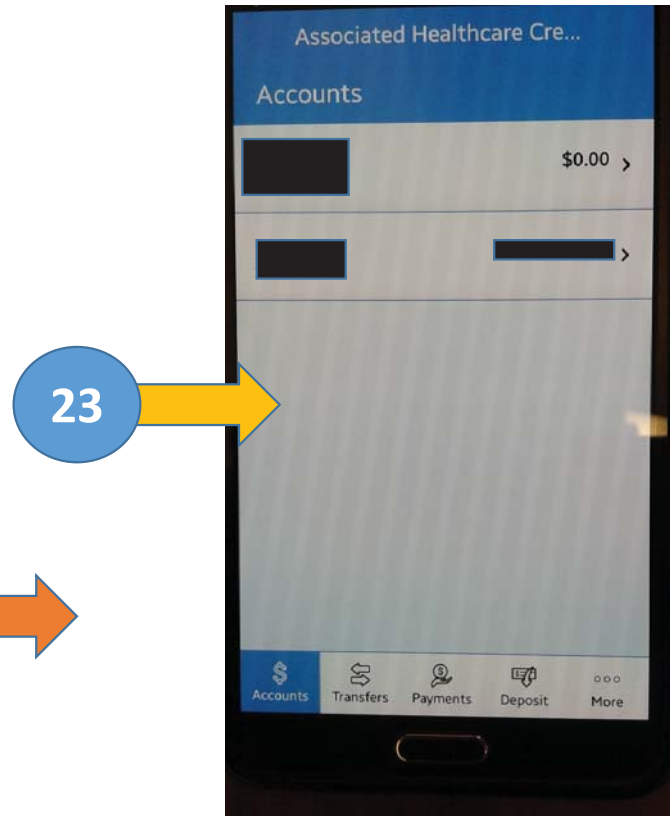 Associated Healthcare Cre...
Accounts
$0.00
23
Accounts Transfers Payments Deposit More